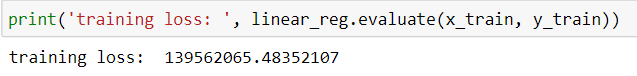 print('training loss: ', linear_reg.evaluate(x_train, y_train))
training loss:  139562065.48352107